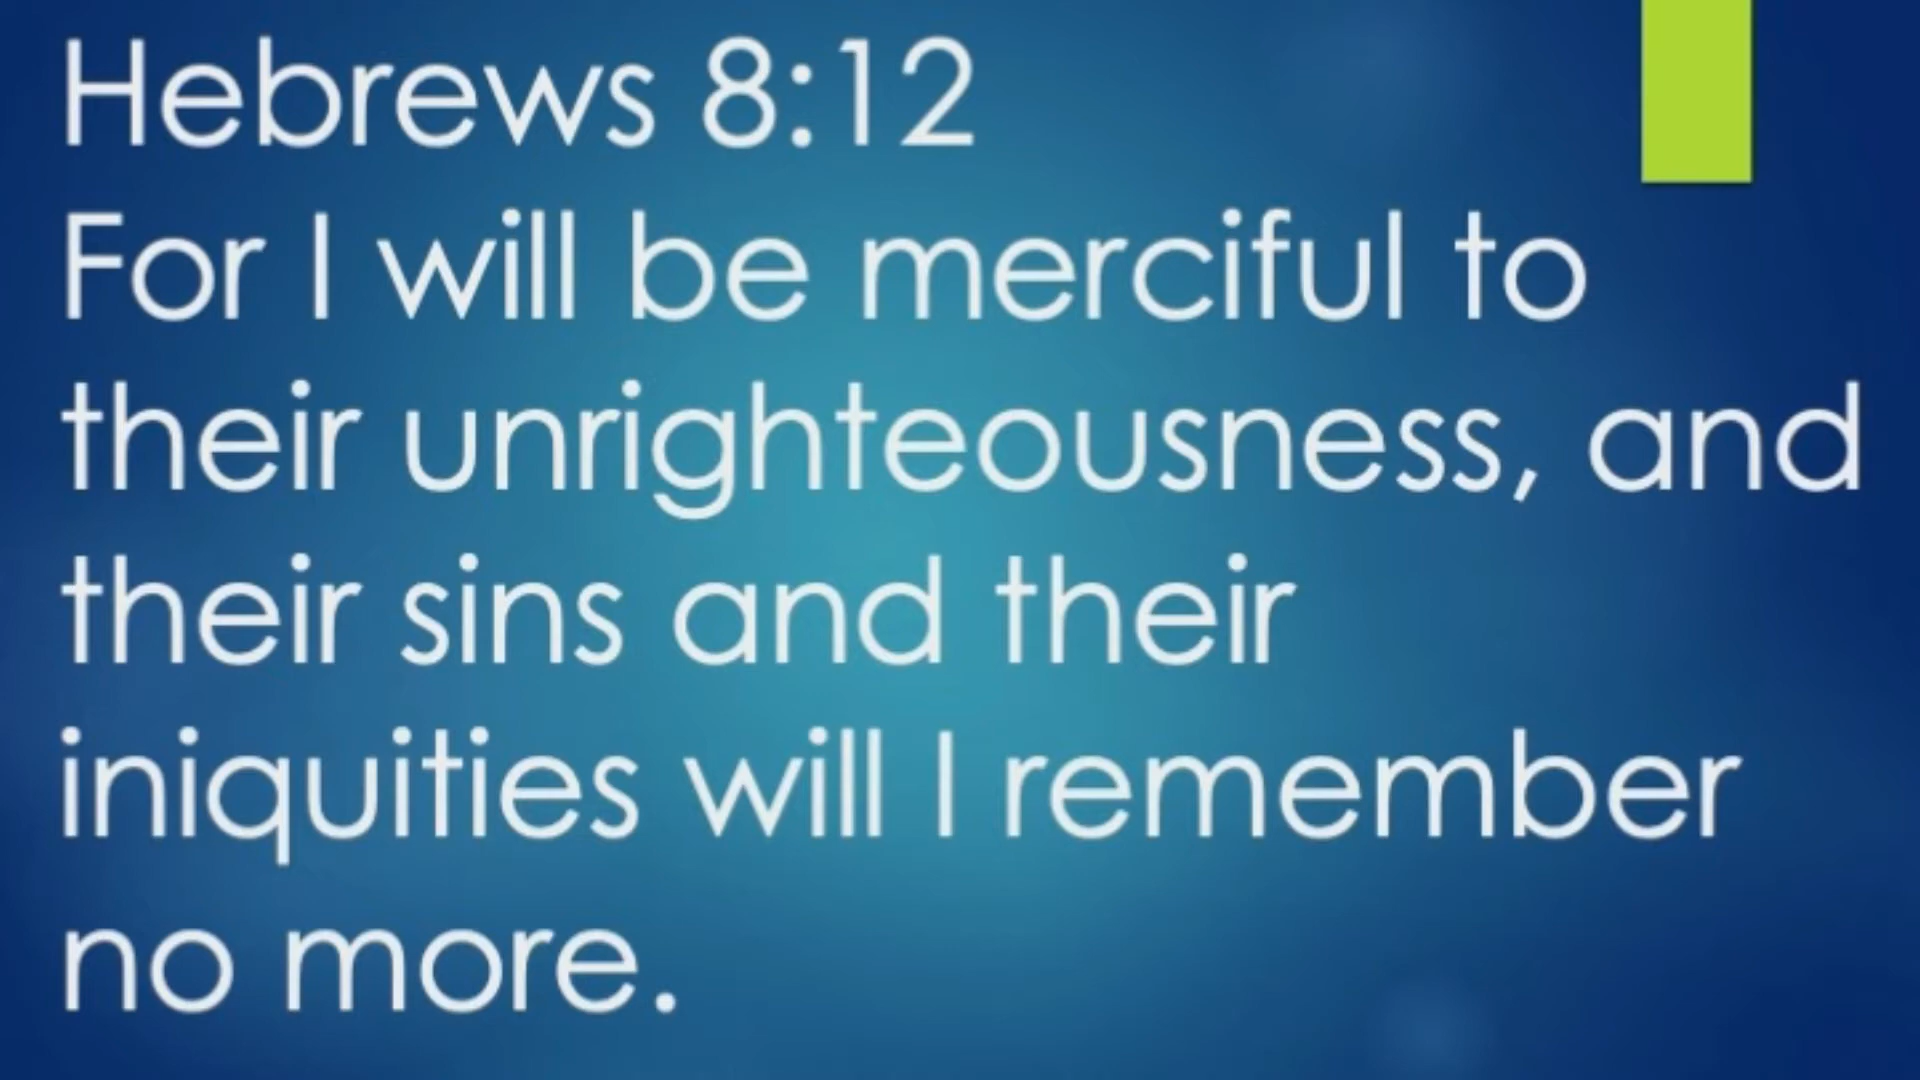 Hebrews 8:12
For I will be merciful to
their unrighteousness, and
their sins and their
iniquities will I remember
no more.